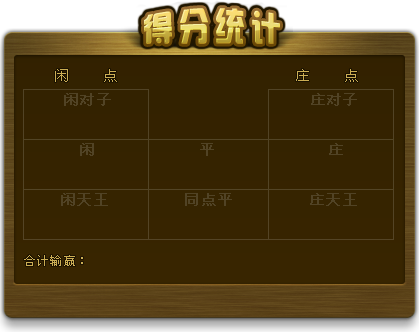 得分统计
闲 点 庄 点
闲对子 庄对子
闲 平 庄
闲天王 同点平 庄天王
合计输赢：